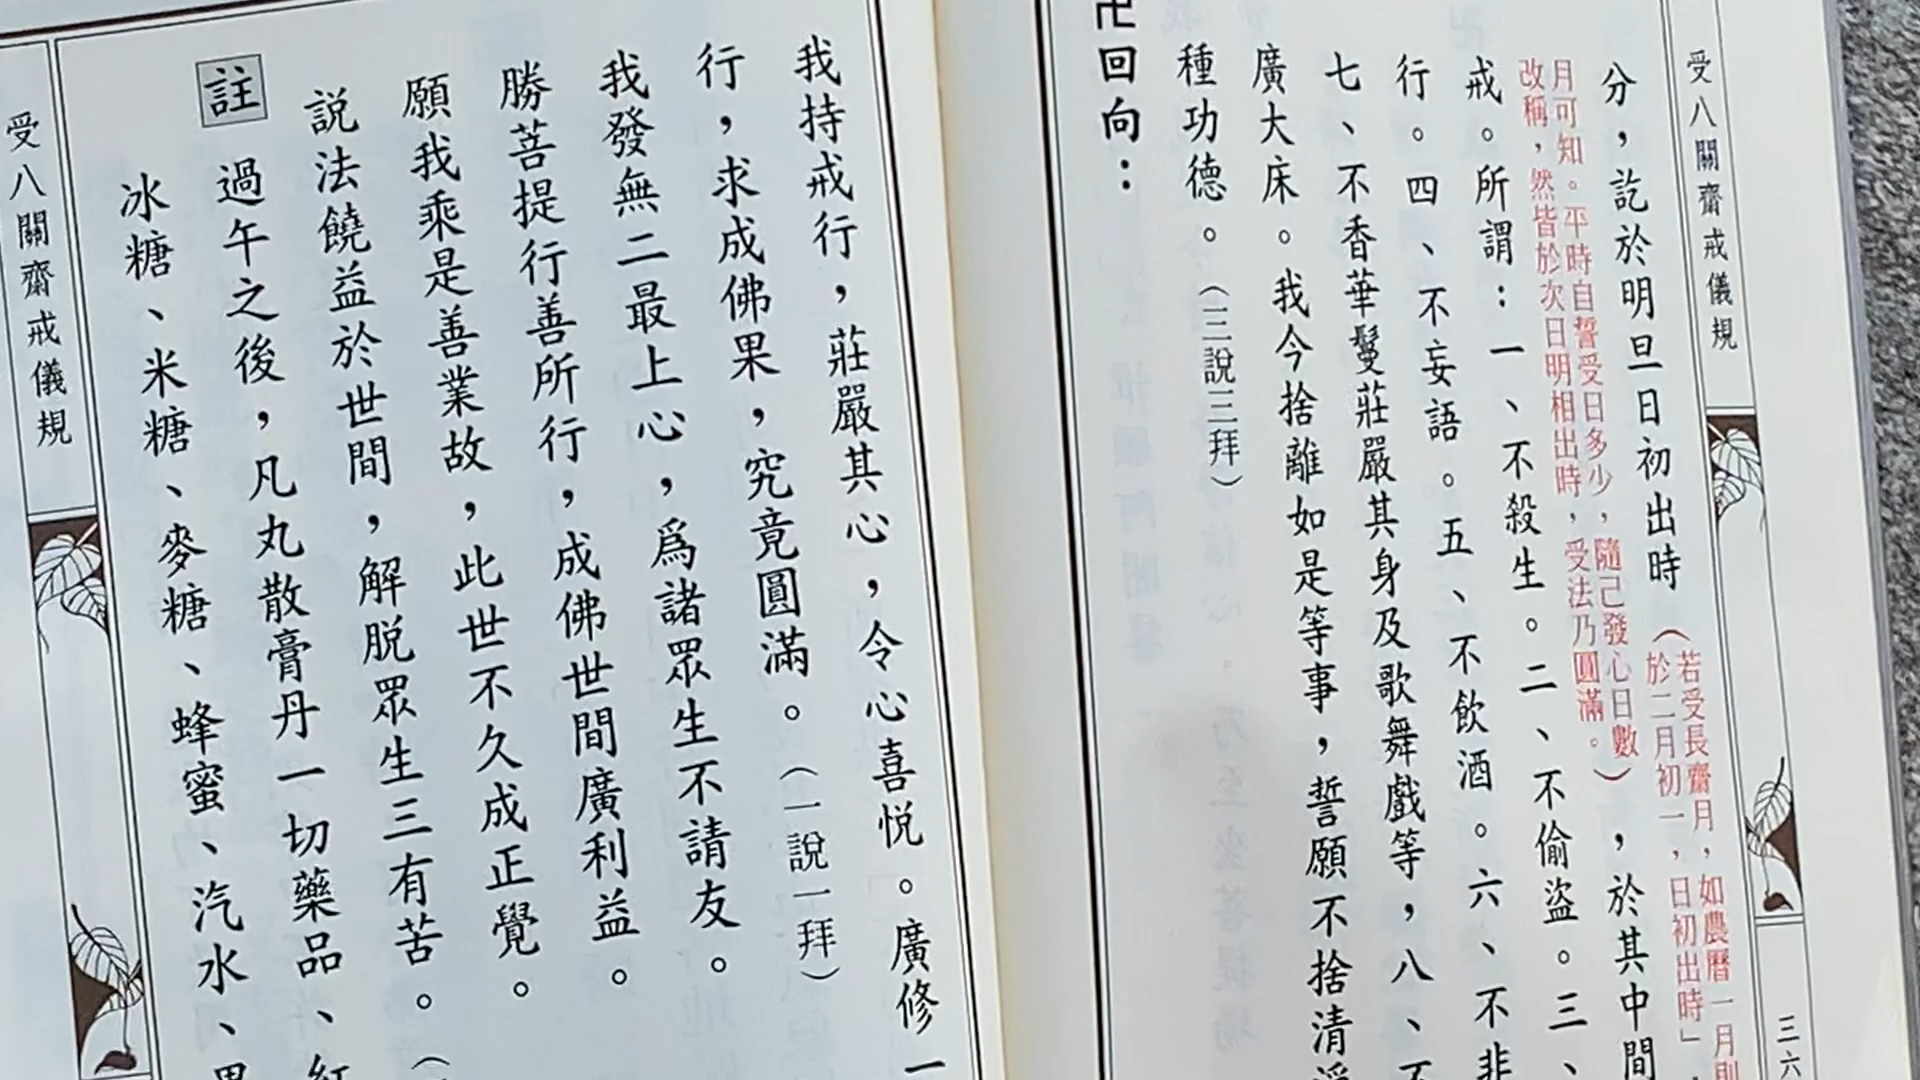 受八關齋戒儀規
三六
分，訖於明旦日初出時
（若受長齋月，如農曆一月則
於二月初一，日初出時」
月可知。平時自誓受日多少，隨己發心日數）
改稱，然皆於次日明相出時，受法乃圓滿。
，於其中間
戒。所謂：一、不殺生。二、不偷盜。三、
行。四、不妄語。五、不飲酒。六、不非
七、不香華鬘莊嚴其身及歌舞戲等，八、不
廣大床。我今捨離如是等事，誓願不捨清淨
種功德。（三說三拜）
卍回向：
我持戒行，莊嚴其心，令心喜悅。廣修一
行，求成佛果，究竟圓滿。（一說一拜）
我發無二最上心，為諸眾生不請友。
勝菩提行善所行，成佛世間廣利益。
願我乘是善業故，此世不久成正覺。
說法饒益於世間，解脫眾生三有苦。（
註 過午之後，凡丸散膏丹一切藥品、紅
冰糖、米糖、麥糖、蜂蜜、汽水、果
受八關齋戒儀規